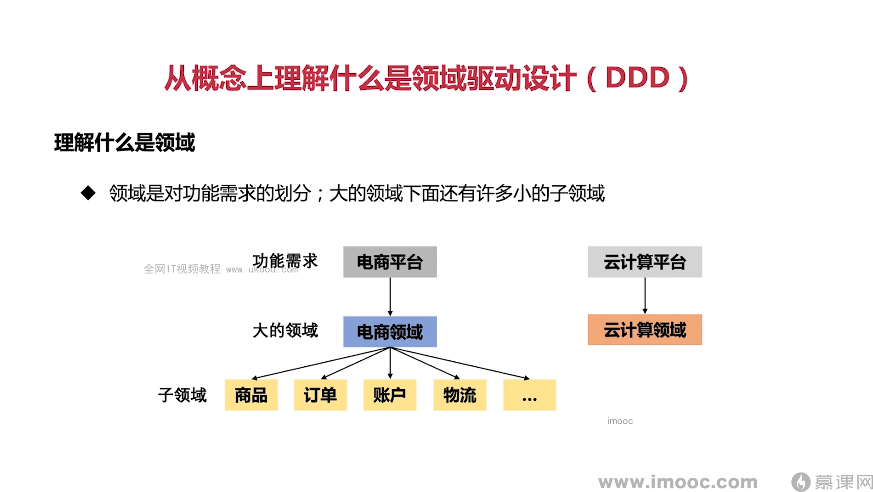 从概念上理解什么是领域驱动设计（DDD）
理解什么是领域
◆ 领域是对功能需求的划分；大的领域下面还有许多小的子领域
功能需求 电商平台 云计算平台
全网IT视频教程
大的领域 电商领域 云计算领域
子领域 商品 订单 账户 物流 ...
imooc
www.imooc.com 慕课网